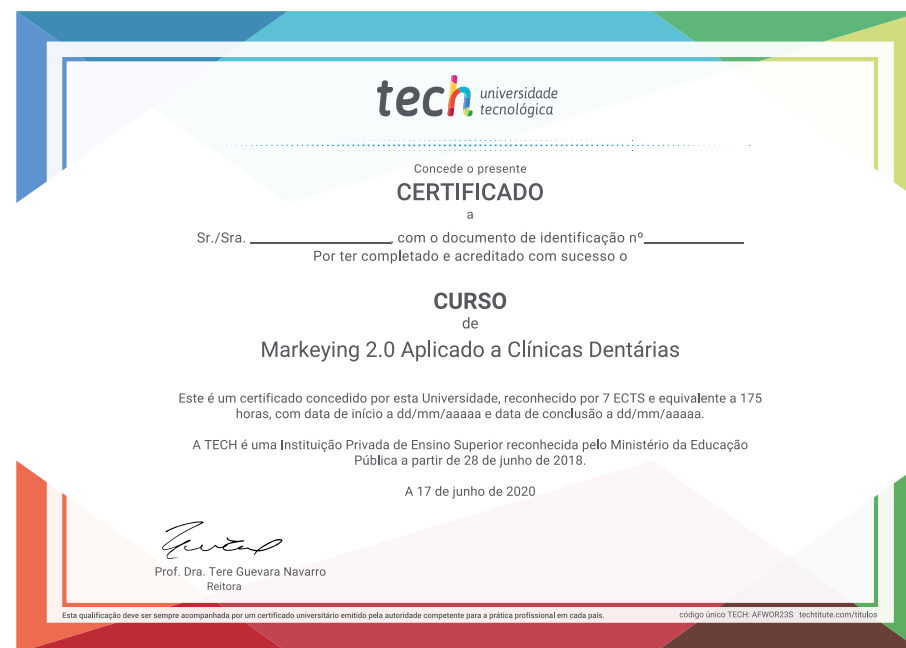 tech universidade
tecnológica
Concede o presente
CERTIFICADO
a
Sr./Sra. ____________________, com o documento de identificação nº______________
Por ter completado e acreditado com sucesso o
CURSO
de
Markeying 2.0 Aplicado a Clínicas Dentárias
Este é um certificado concedido por esta Universidade, reconhecido por 7 ECTS e equivalente a 175
horas, com data de início a dd/mm/aaaaa e data de conclusão a dd/mm/aaaaa.
A TECH é uma Instituição Privada de Ensino Superior reconhecida pelo Ministério da Educação
Pública a partir de 28 de junho de 2018.
A 17 de junho de 2020
Prof. Dra. Tere Guevara Navarro
Reitora
Esta qualificação deve ser sempre acompanhada por um certificado universitário emitido pela autoridade competente para a prática profissional em cada país.
código único TECH: AFWOR23S techtitute.com/titulos